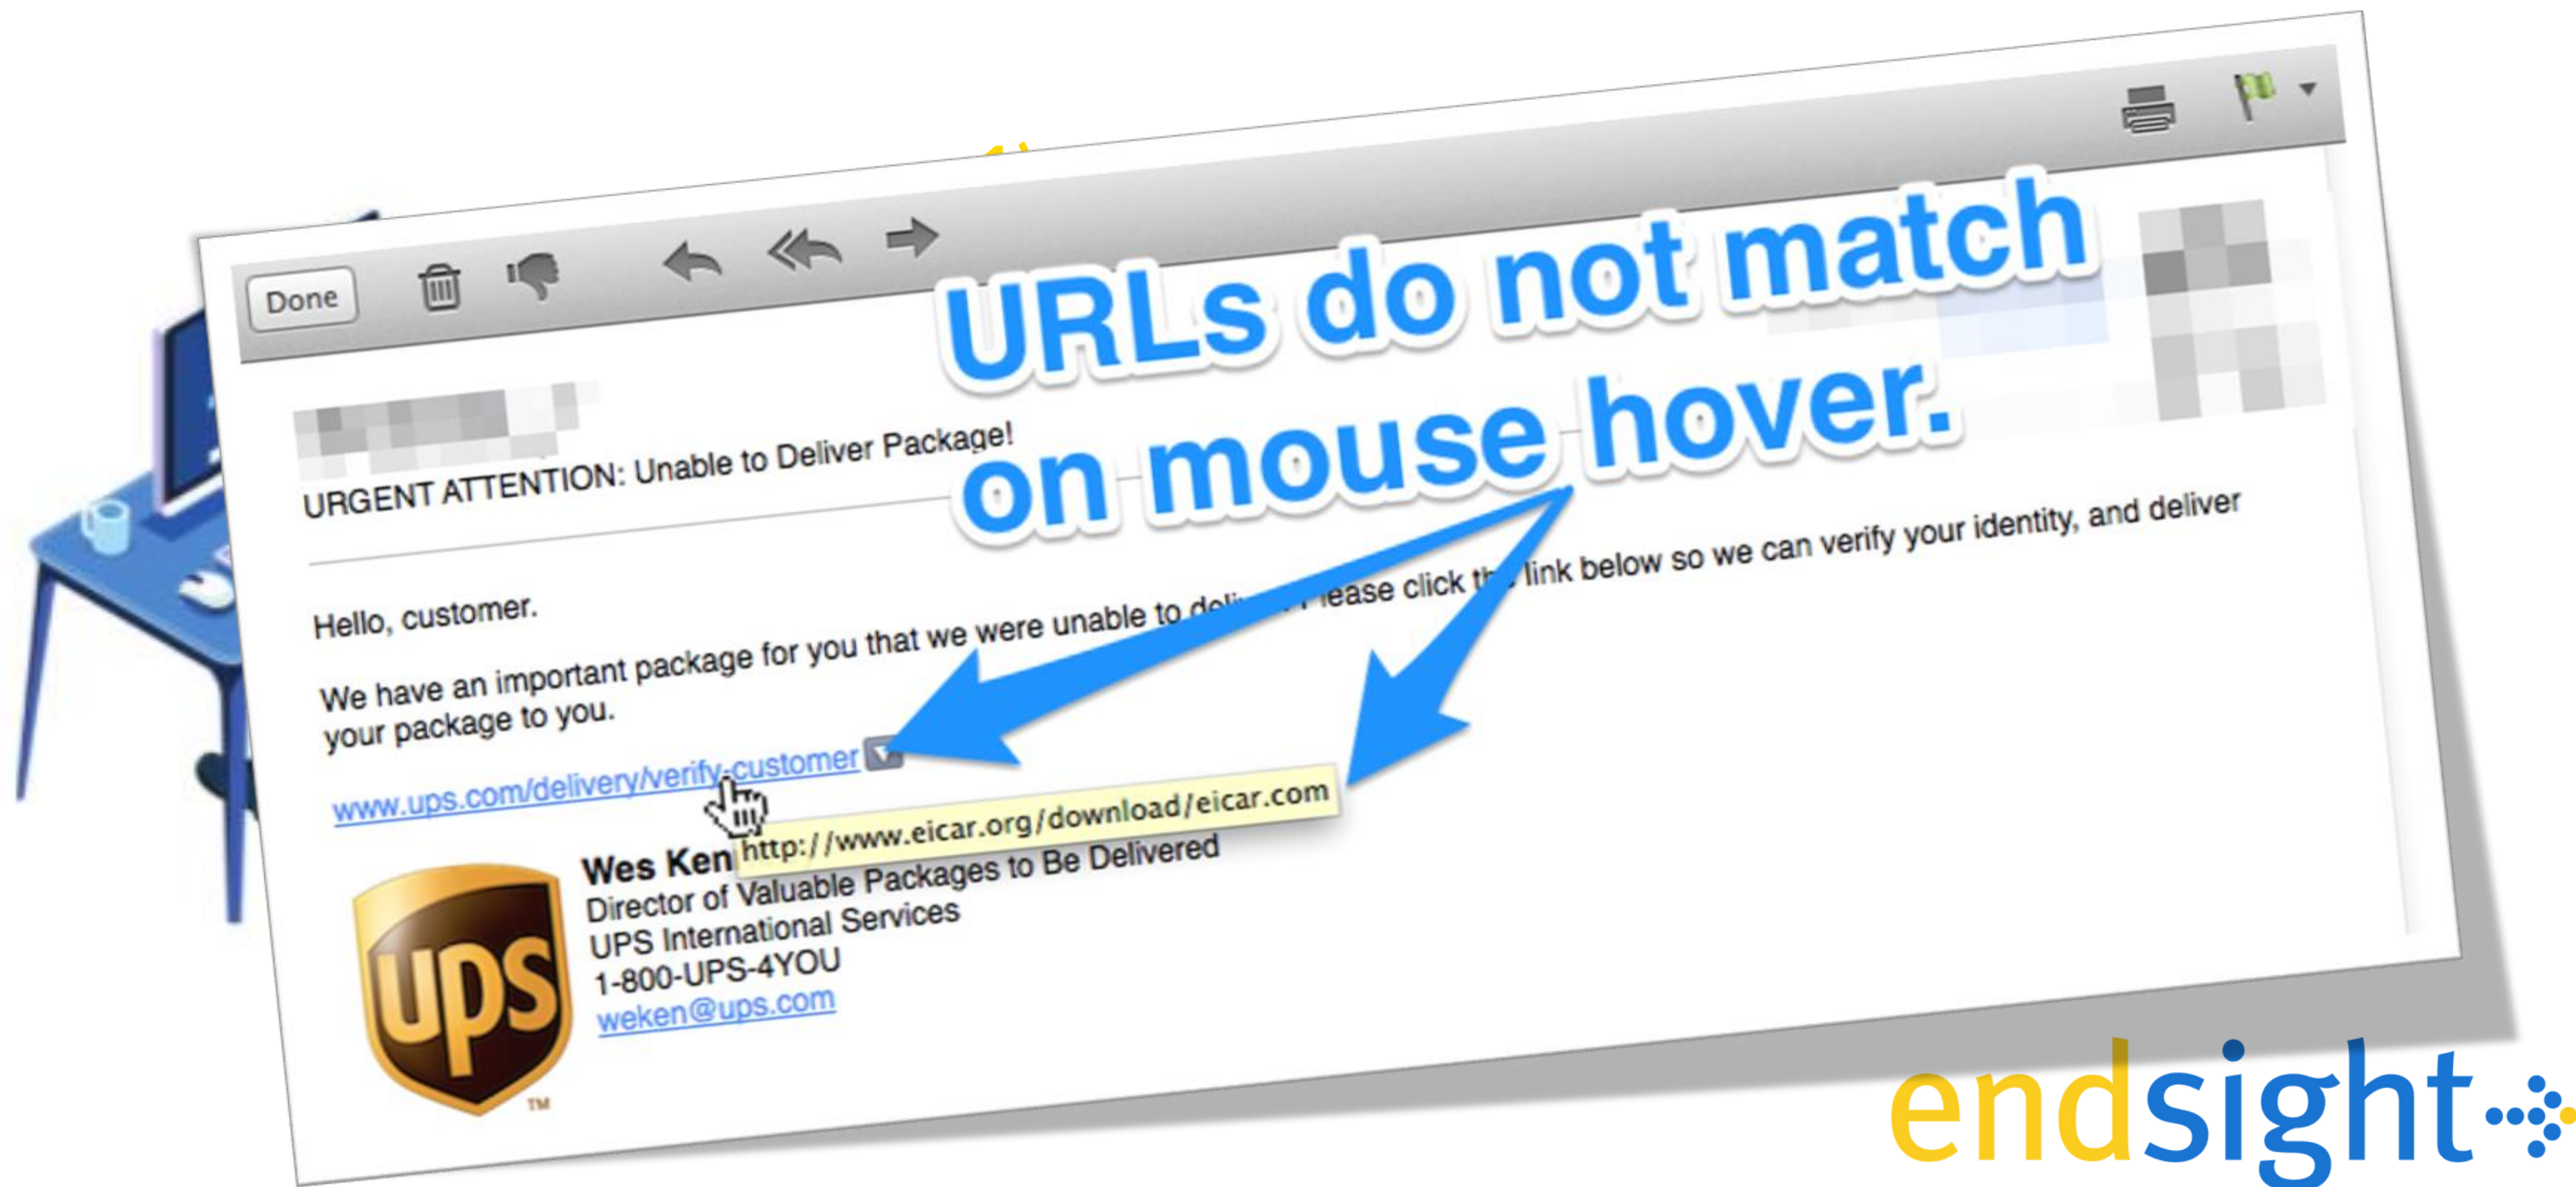 Done
URLs do not match
on mouse hover.
URGENT ATTENTION: Unable to Deliver Package!
Hello, customer.
We have an important package for you that we were unable to Please click link below so we can verify your identity, and deliver
your package to you.
www.ups.com/delivery/verify-customer
http://www.eicar.org/download/eicar.com
Wes Ken
Director of Valuable Packages to Be Delivered
UPS International Services
1-800-UPS-4YOU
weken@ups.com
ups
TM
endsight